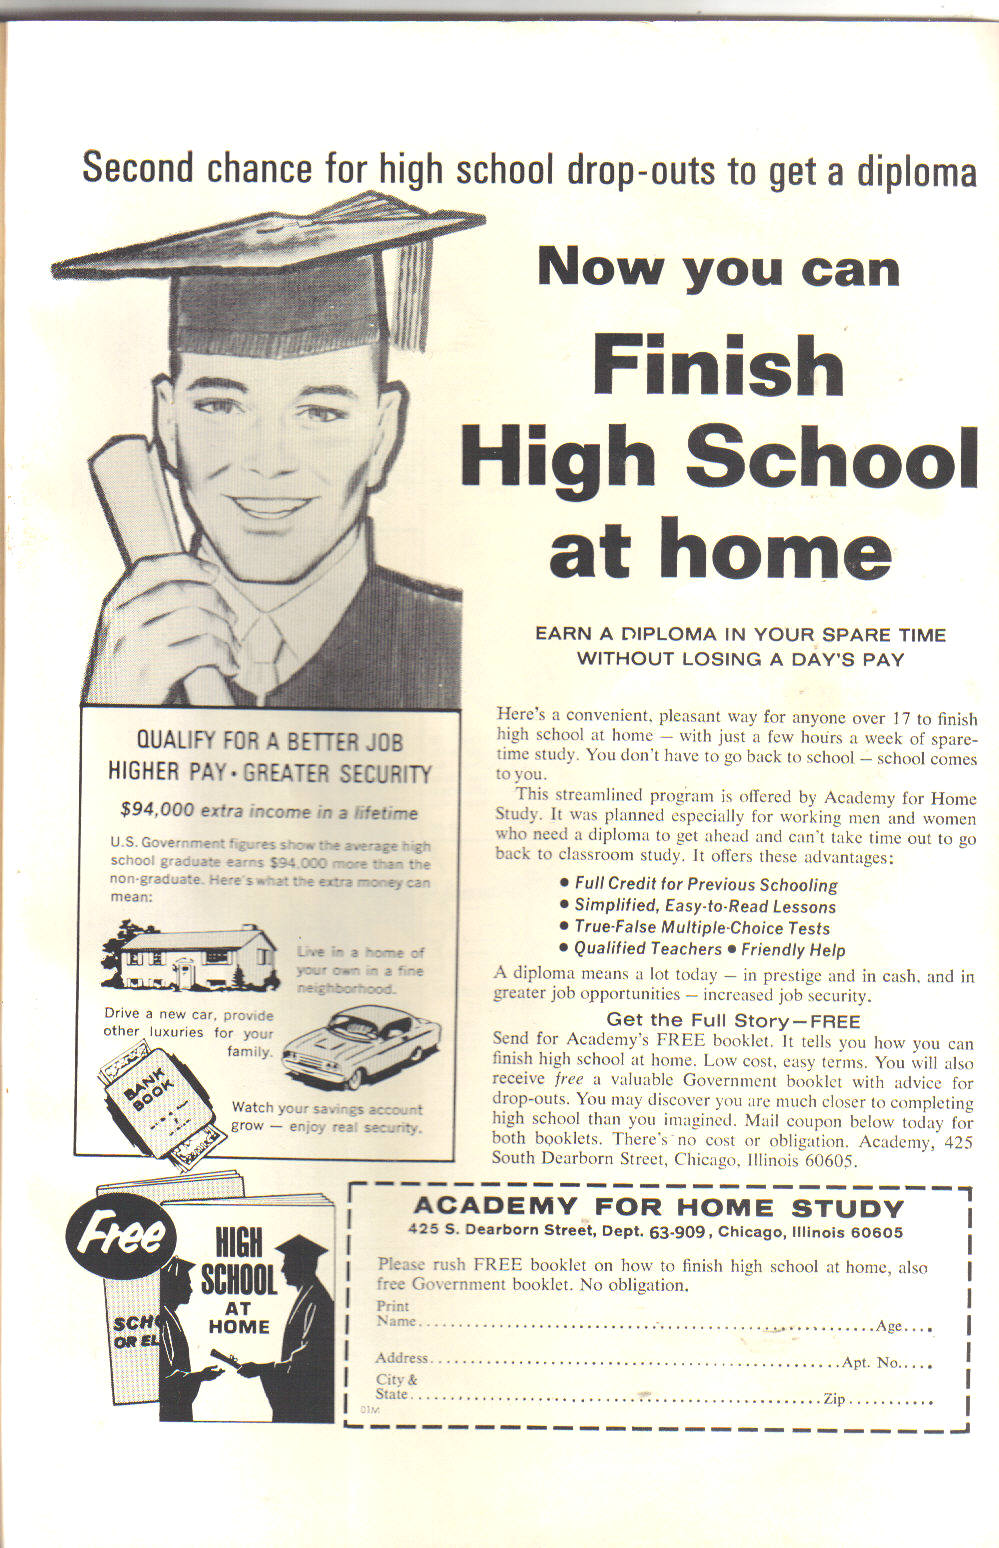 Second chance for high school drop-outs to get a diploma
Now you can
Finish
High School
at home
EARN A DIPLOMA IN YOUR SPARE TIME
WITHOUT LOSING A DAY'S PAY
Here's a convenient, pleasant way for anyone over 17 to finish
high school at home — with just a few hours a week of spare-
time study. You don't have to go back to school — school comes
to you.
This streamlined program is offered by Academy for Home
Study. It was planned especially for working men and women
who need a diploma to get ahead and can't take time out to go
back to classroom study. It offers these advantages:
• Full Credit for Previous Schooling
• Simplified, Easy-to-Read Lessons
• True-False Multiple-Choice Tests
• Qualified Teachers • Friendly Help
A diploma means a lot today — in prestige and in cash, and in
greater job opportunities — increased job security.
Get the Full Story—FREE
Send for Academy's FREE booklet. It tells you how you can
finish high school at home. Low cost, easy terms. You will also
receive free a valuable Government booklet with advice for
drop-outs. You may discover you are much closer to completing
high school than you imagined. Mail coupon below today for
both booklets. There's no cost or obligation. Academy, 425
South Dearborn Street, Chicago, Illinois 60605.
QUALIFY FOR A BETTER JOB
HIGHER PAY • GREATER SECURITY
$94,000 extra income in a lifetime
U.S. Government figures show the average high
school graduate earns $94,000 more than the
non-graduate. Here's what the extra money can
mean:
Live in a home of
your own in a fine
neighborhood.
Drive a new car, provide
other luxuries for your
family.
BANK
BOOK
Watch your savings account
grow — enjoy real security.
Free
HIGH
SCHOOL
AT
HOME
SCHO
OR EL
ACADEMY FOR HOME STUDY
425 S. Dearborn Street, Dept. 63-909, Chicago, Illinois 60605
Please rush FREE booklet on how to finish high school at home, also
free Government booklet. No obligation.
Print
Name..........Age....
Address..........Apt. No.....
City &
State..........Zip..........
01M